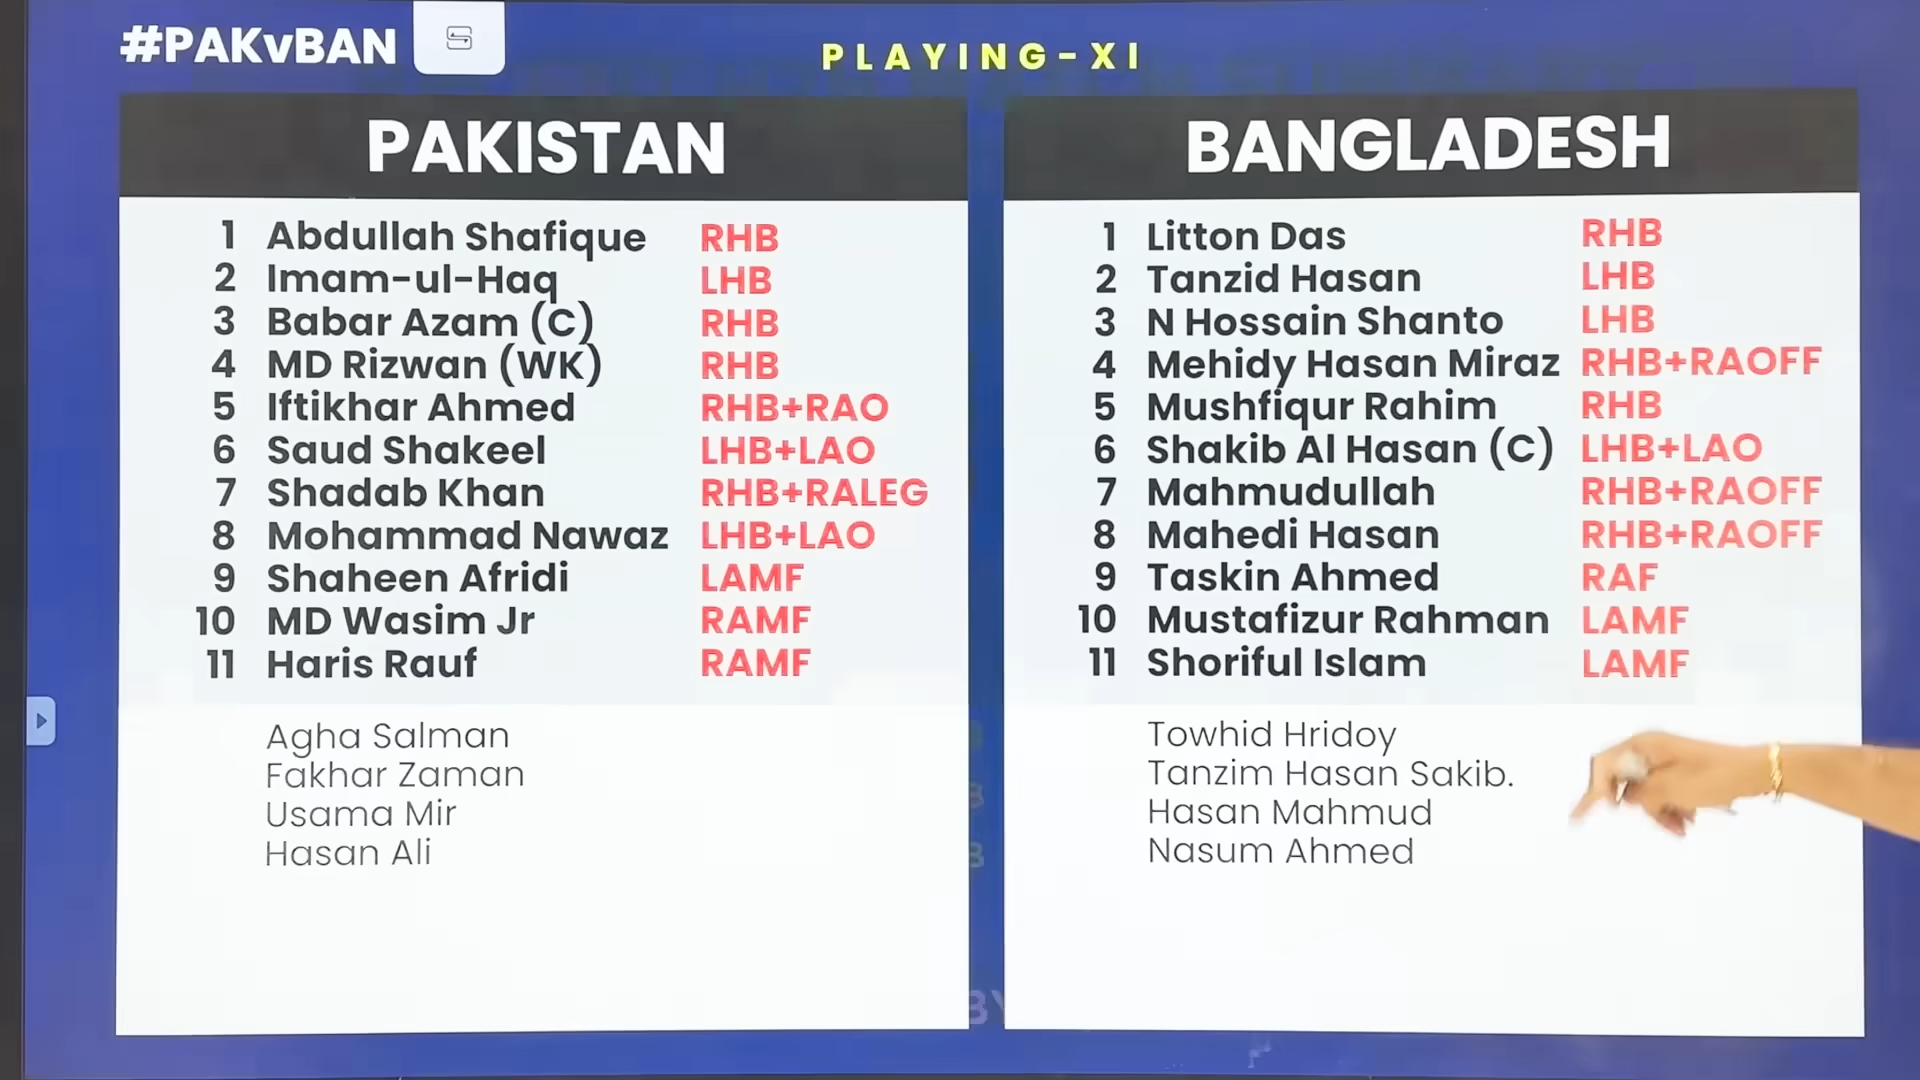 #PAKvBAN
PLAYING-XI
PAKISTAN
1 Abdullah Shafique RHB
2 Imam-ul-Haq LHB
3 Babar Azam (C) RHB
4 MD Rizwan (WK) RHB
5 Iftikhar Ahmed RHB+RAO
6 Saud Shakeel LHB+LAO
7 Shadab Khan RHB+RALEG
8 Mohammad Nawaz LHB+LAO
9 Shaheen Afridi LAMF
10 MD Wasim Jr RAMF
11 Haris Rauf RAMF
Agha Salman
Fakhar Zaman
Usama Mir
Hasan Ali
BANGLADESH
1 Litton Das RHB
2 Tanzid Hasan LHB
3 N Hossain Shanto LHB
4 Mehidy Hasan Miraz RHB+RAOFF
5 Mushfiqur Rahim RHB
6 Shakib Al Hasan (C) LHB+LAO
7 Mahmudullah RHB+RAOFF
8 Mahedi Hasan RHB+RAOFF
9 Taskin Ahmed RAF
10 Mustafizur Rahman LAMF
11 Shoriful Islam LAMF
Towhid Hridoy
Tanzim Hasan Sakib.
Hasan Mahmud
Nasum Ahmed